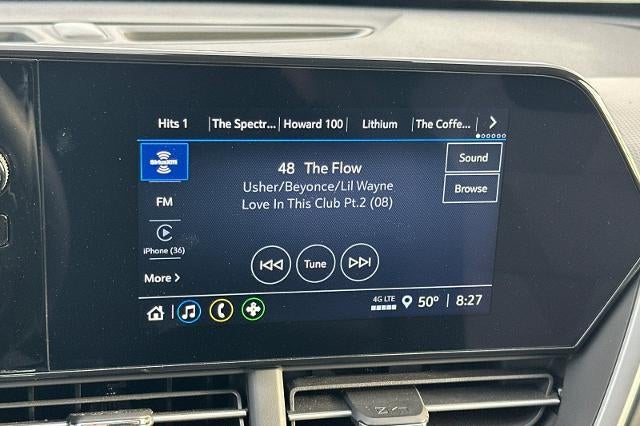 Hits 1 The Spectr... Howard 100 Lithium The Coffe...
SiriusXM
48 The Flow
Sound
Usher/Beyonce/Lil Wayne
Browse
FM
Love In This Club Pt.2 (08)
iPhone (36)
Tune
More
4G LTE
50° 8:27